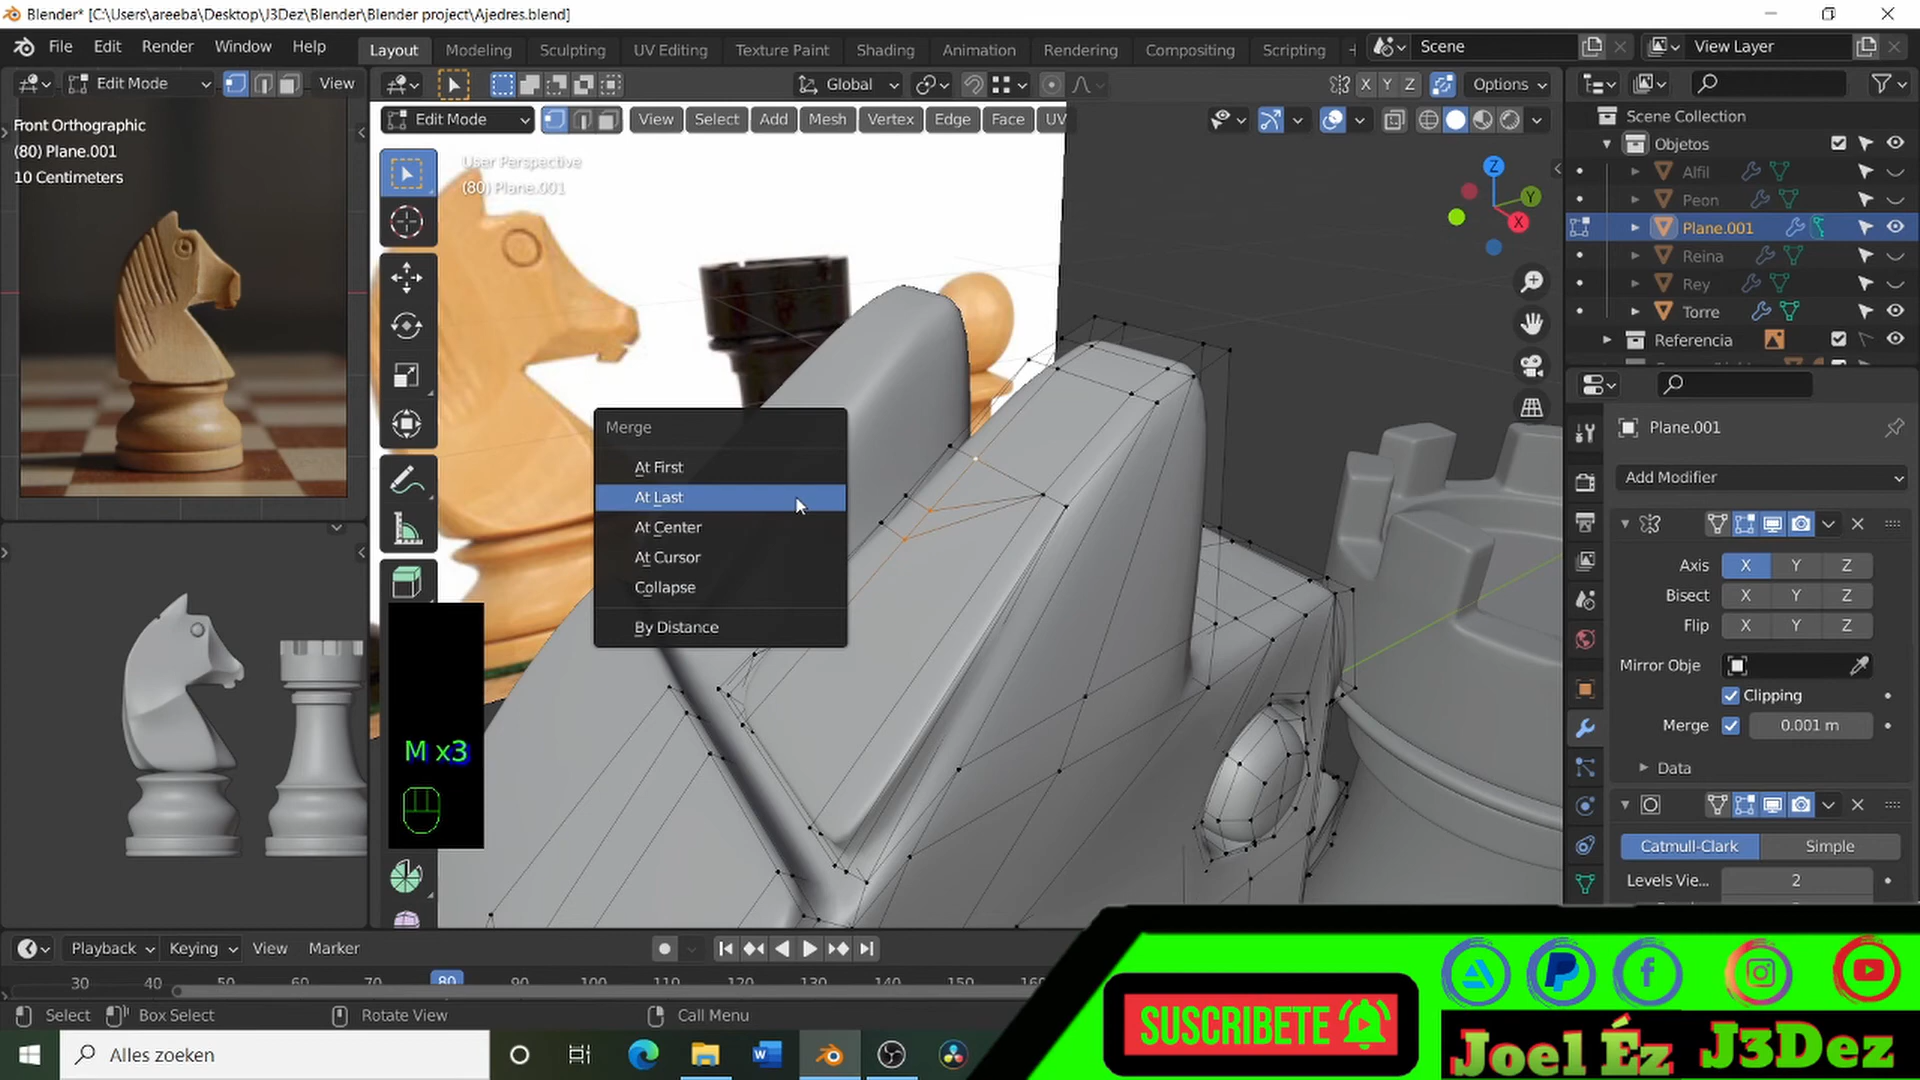 Blender* [C:\Users\areeba\Desktop\J3Dez\Blender\Blender project\Ajedres.blend]
File Edit Render Window Help Layout Modeling Sculpting UV Editing Texture Paint Shading Animation Rendering Compositing Scripting Scene View Layer
Edit Mode View Global X Y Z Options
Edit Mode View Select Add Mesh Vertex Edge Face UV
Front Orthographic
(80) Plane.001
10 Centimeters
User Perspective
(80) Plane.001
Z
Y
X
Scene Collection
Objetos
Alfil
Peon
Plane.001
Reina
Rey
Torre
Referencia
Merge
At First
At Last
At Center
At Cursor
Collapse
By Distance
M x3
Plane.001
Add Modifier
Axis X Y Z
Bisect X Y Z
Flip X Y Z
Mirror Obje
Clipping
Merge 0.001 m
Data
Catmull-Clark Simple
Levels Vie... 2
Playback Keying View Marker
30 40 50 60 70 80 90 100 110 120 130 140 150 160
Select Box Select Rotate View Call Menu
Alles zoeken
SUSCRIBETE
Joel Éz J3Dez